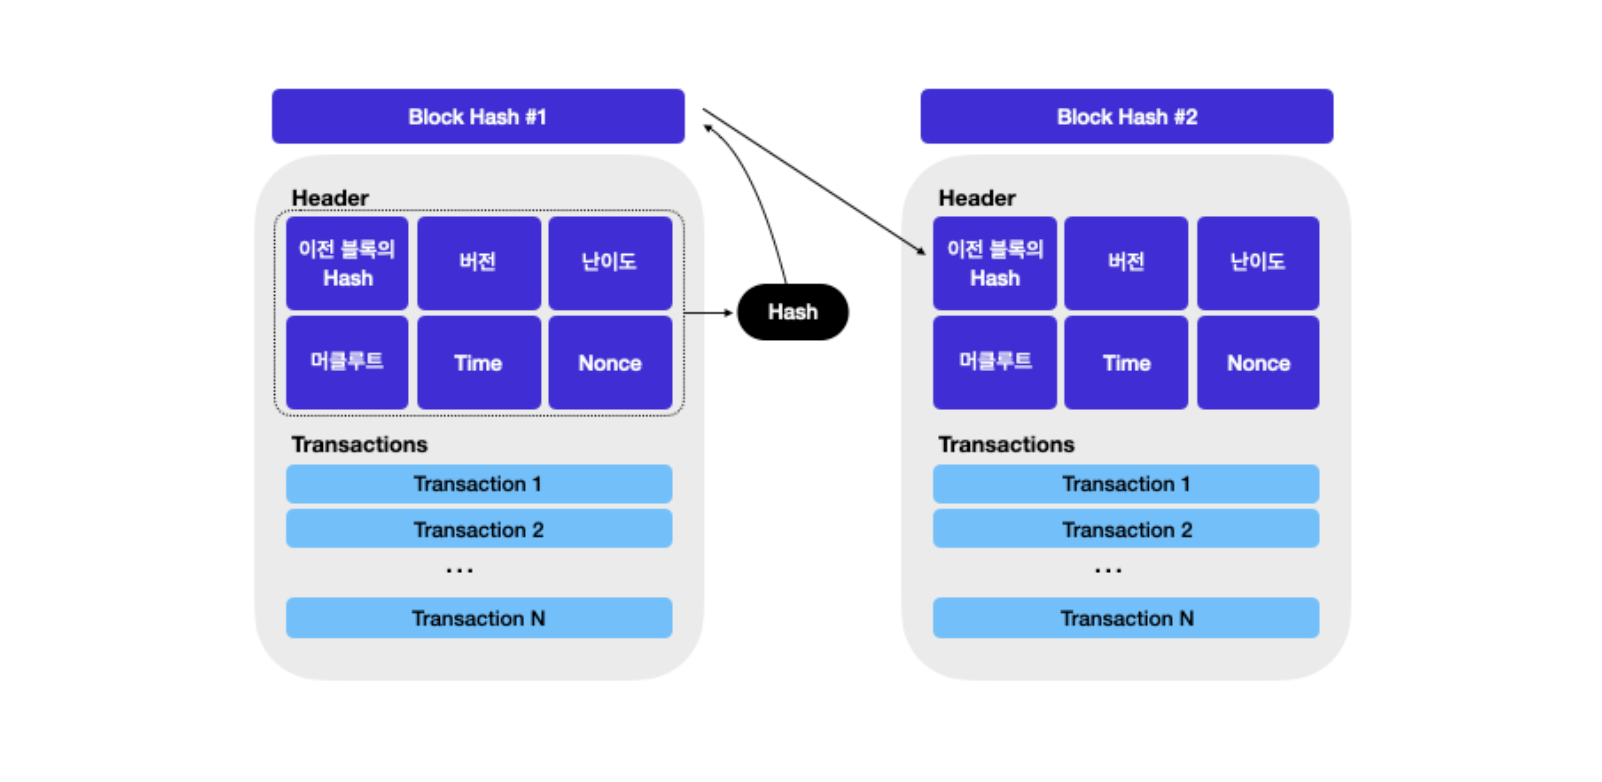 Block Hash #1
Header
이전 블록의
Hash
버전
난이도
머클루트
Time
Nonce
Transactions
Transaction 1
Transaction 2
...
Transaction N
Hash
Block Hash #2
Header
이전 블록의
Hash
버전
난이도
머클루트
Time
Nonce
Transactions
Transaction 1
Transaction 2
...
Transaction N